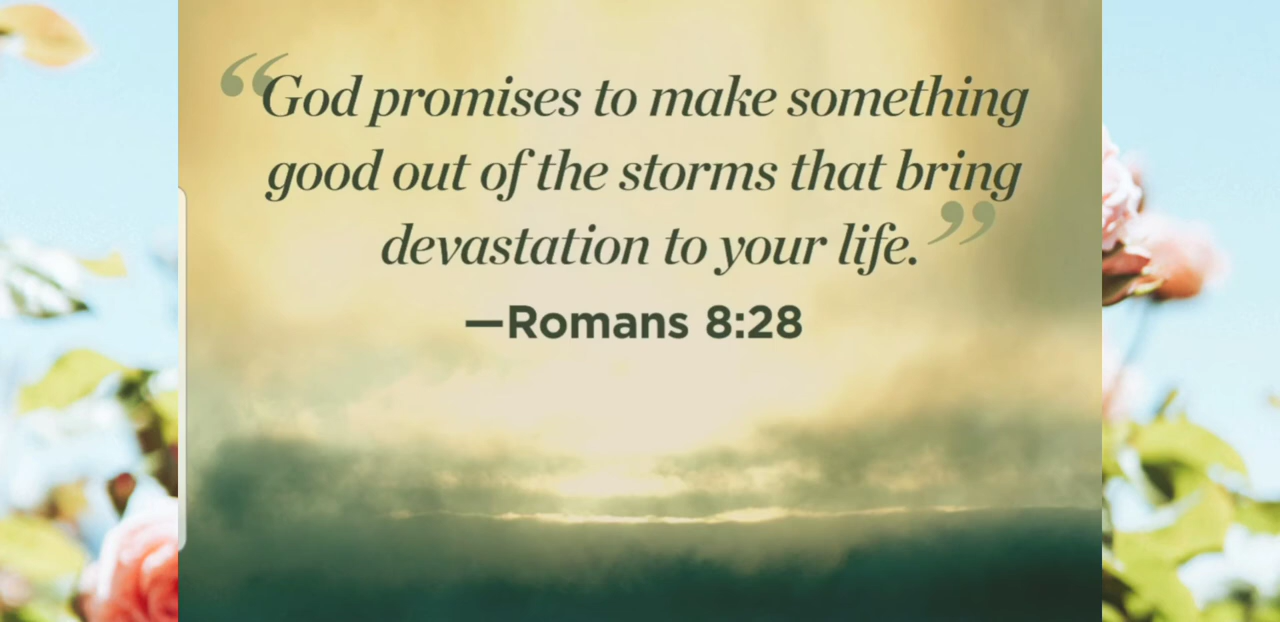 “God promises to make something
good out of the storms that bring
devastation to your life.”
—Romans 8:28